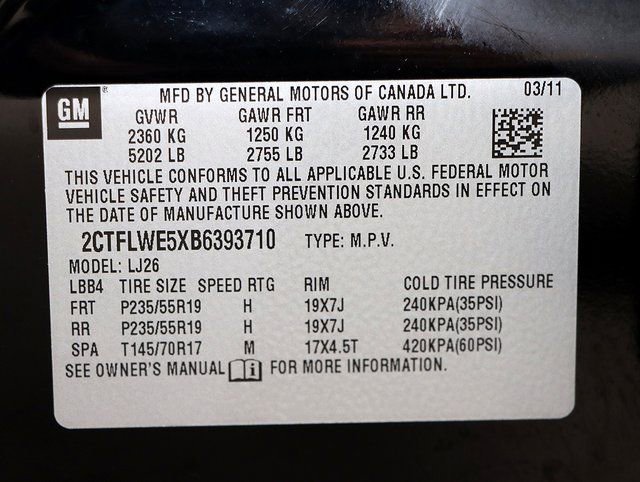 GM ® MFD BY GENERAL MOTORS OF CANADA LTD. 03/11
GVWR GAWR FRT GAWR RR
2360 KG 1250 KG 1240 KG
5202 LB 2755 LB 2733 LB
THIS VEHICLE CONFORMS TO ALL APPLICABLE U.S. FEDERAL MOTOR
VEHICLE SAFETY AND THEFT PREVENTION STANDARDS IN EFFECT ON
THE DATE OF MANUFACTURE SHOWN ABOVE.
2CTFLWE5XB6393710 TYPE: M.P.V.
MODEL: LJ26
LBB4 TIRE SIZE SPEED RTG RIM COLD TIRE PRESSURE
FRT P235/55R19 H 19X7J 240KPA(35PSI)
RR P235/55R19 H 19X7J 240KPA(35PSI)
SPA T145/70R17 M 17X4.5T 420KPA(60PSI)
SEE OWNER'S MANUAL i FOR MORE INFORMATION.